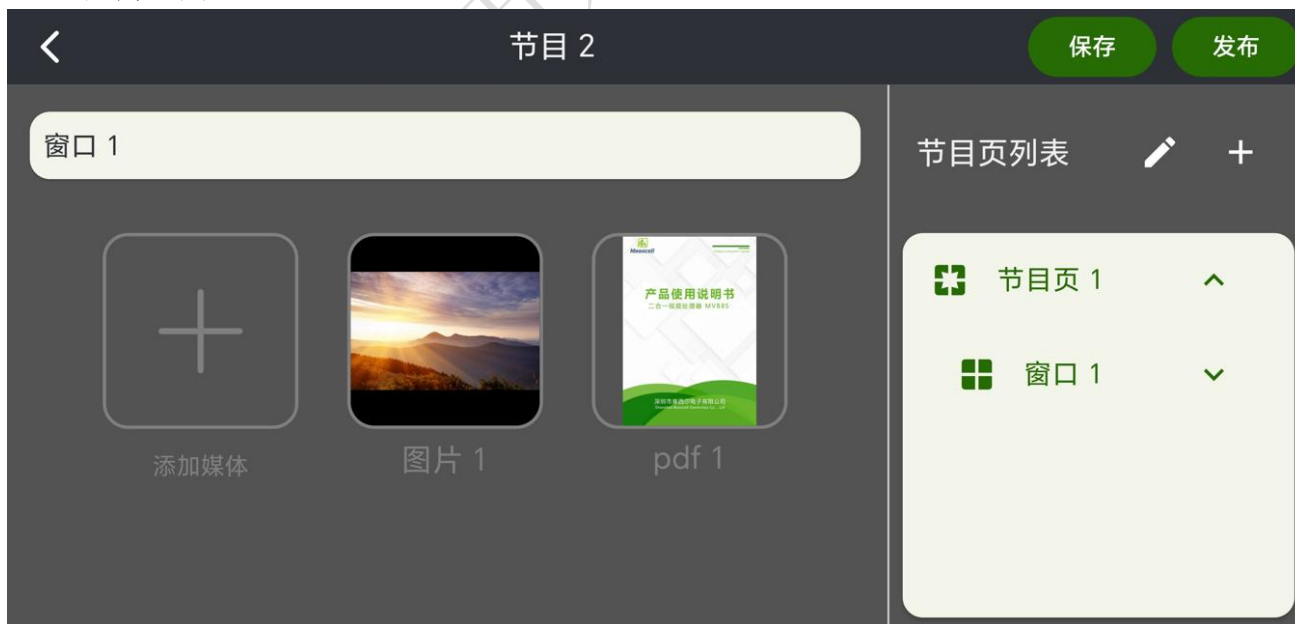 节目 2
保存
发布
窗口 1
节目页列表
产品使用说明书
节目页 1
窗口 1
添加媒体
图片 1
pdf 1